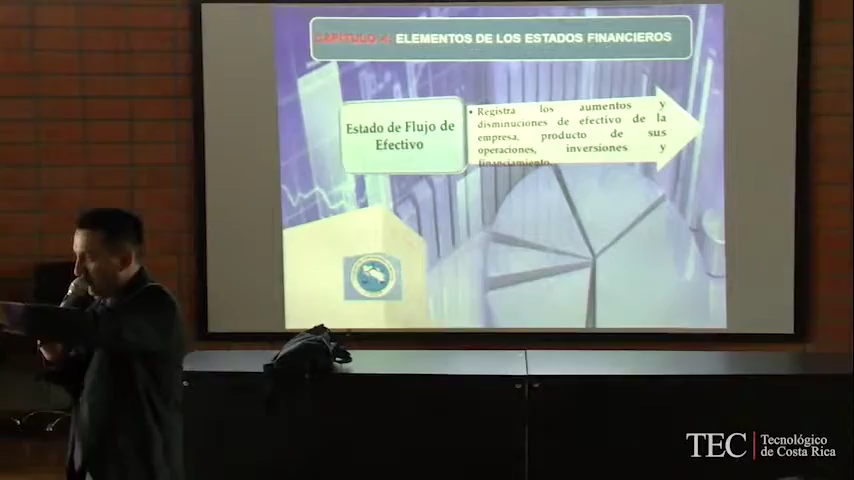 CAPITULO 4: ELEMENTOS DE LOS ESTADOS FINANCIEROS
Estado de Flujo de
Efectivo
• Registra los aumentos y
disminuciones de efectivo de la
empresa, producto de sus
operaciones, inversiones y
financiamiento.
TEC | Tecnológico
de Costa Rica